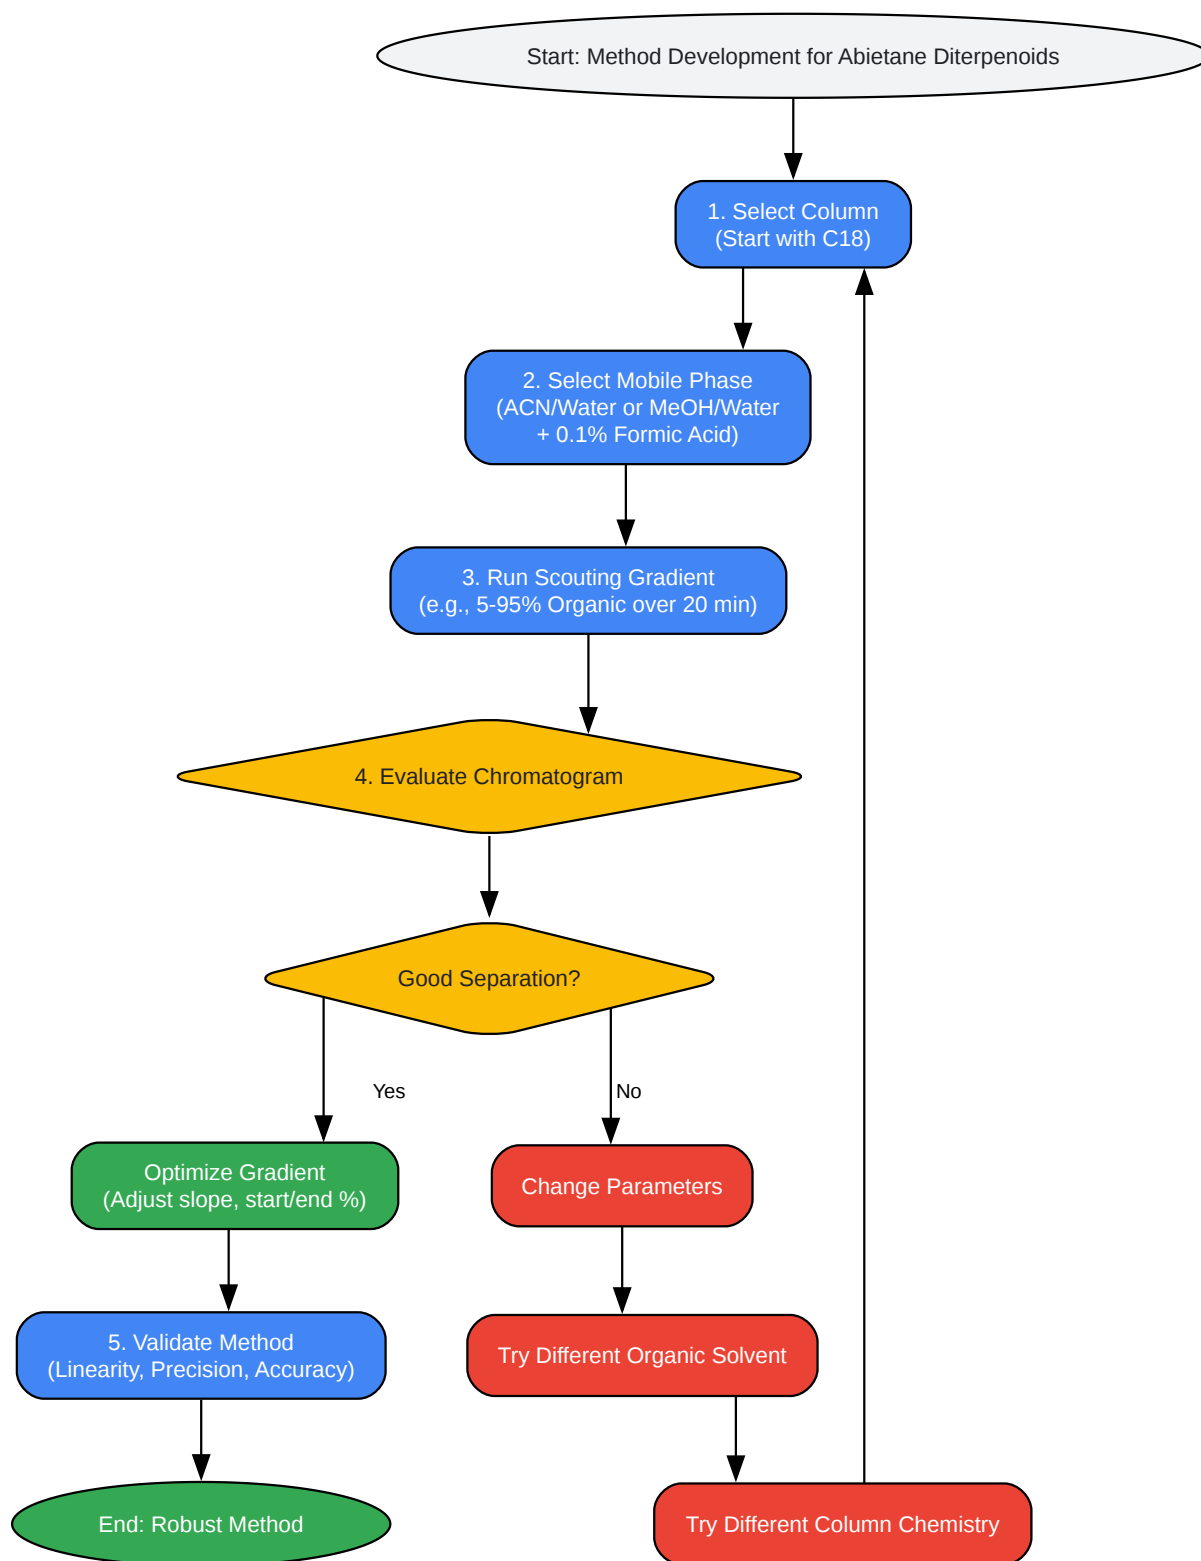 Start: Method Development for Abietane Diterpenoids
1. Select Column
(Start with C18)
2. Select Mobile Phase
(ACN/Water or MeOH/Water
+ 0.1% Formic Acid)
3. Run Scouting Gradient
(e.g., 5-95% Organic over 20 min)
4. Evaluate Chromatogram
Good Separation?
Yes
No
Optimize Gradient
(Adjust slope, start/end %)
Change Parameters
5. Validate Method
(Linearity, Precision, Accuracy)
Try Different Organic Solvent
End: Robust Method
Try Different Column Chemistry